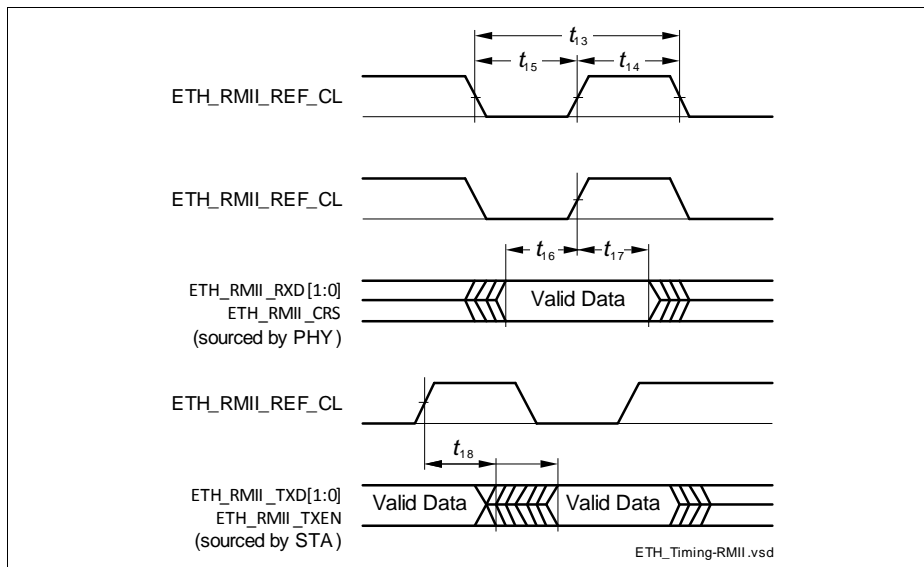 t13
t15 t14
ETH_RMII_REF_CL
ETH_RMII_REF_CL
t16 t17
ETH_RMII_RXD[1:0]
ETH_RMII_CRS
(sourced by PHY)
Valid Data
ETH_RMII_REF_CL
t18
ETH_RMII_TXD[1:0]
ETH_RMII_TXEN
(sourced by STA)
Valid Data Valid Data
ETH_Timing-RMII.vsd